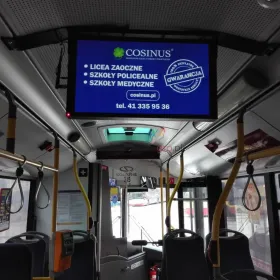 COSINUS
• LICEA ZAOCZNE
• SZKOŁY POLICEALNE
• SZKOŁY MEDYCZNE
GWARANCJA
cosinus.pl
tel. 41 335 95 36